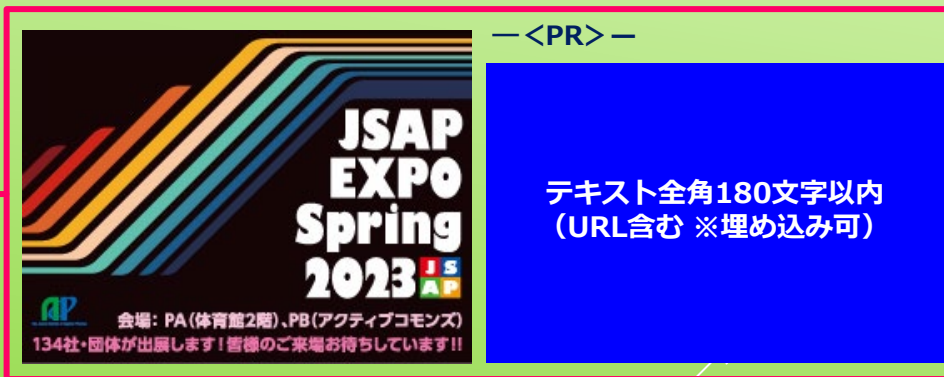 JSAP
EXPO
Spring
2023
JS
AP
AP
会場：PA(体育館2階)、PB(アクティブコモンズ)
134社・団体が出展します！皆様のご来場お待ちしています!!
―＜PR＞―
テキスト全角180文字以内
（URL含む ※埋め込み可）